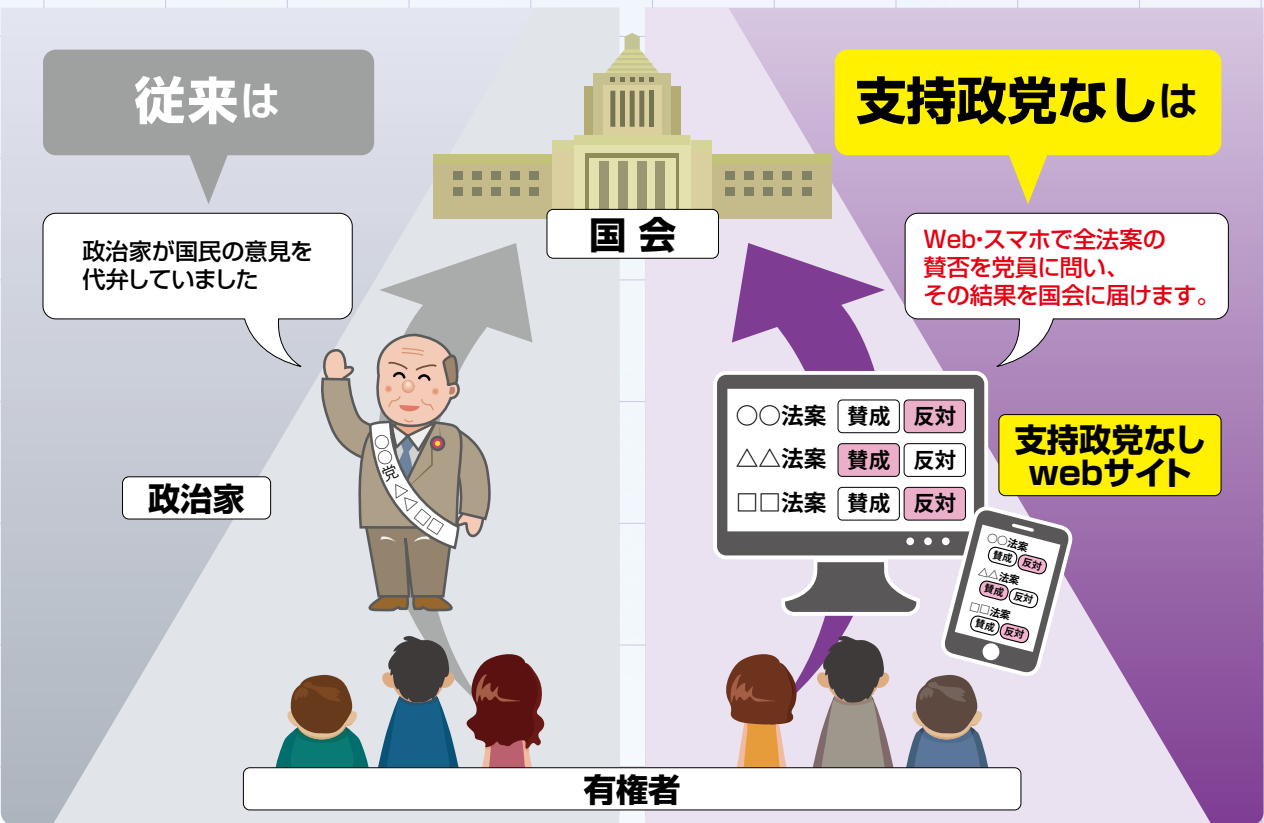 従来は
政治家が国民の意見を
代弁していました
支持政党なしは
Web・スマホで全法案の
賛否を党員に問い、
その結果を国会に届けます。
国会
○○党 △△□□
政治家
○○法案 賛成 反対
△△法案 賛成 反対
□□法案 賛成 反対
支持政党なし
webサイト
○○法案
賛成 反対
△△法案
賛成 反対
□□法案
賛成 反対
有権者